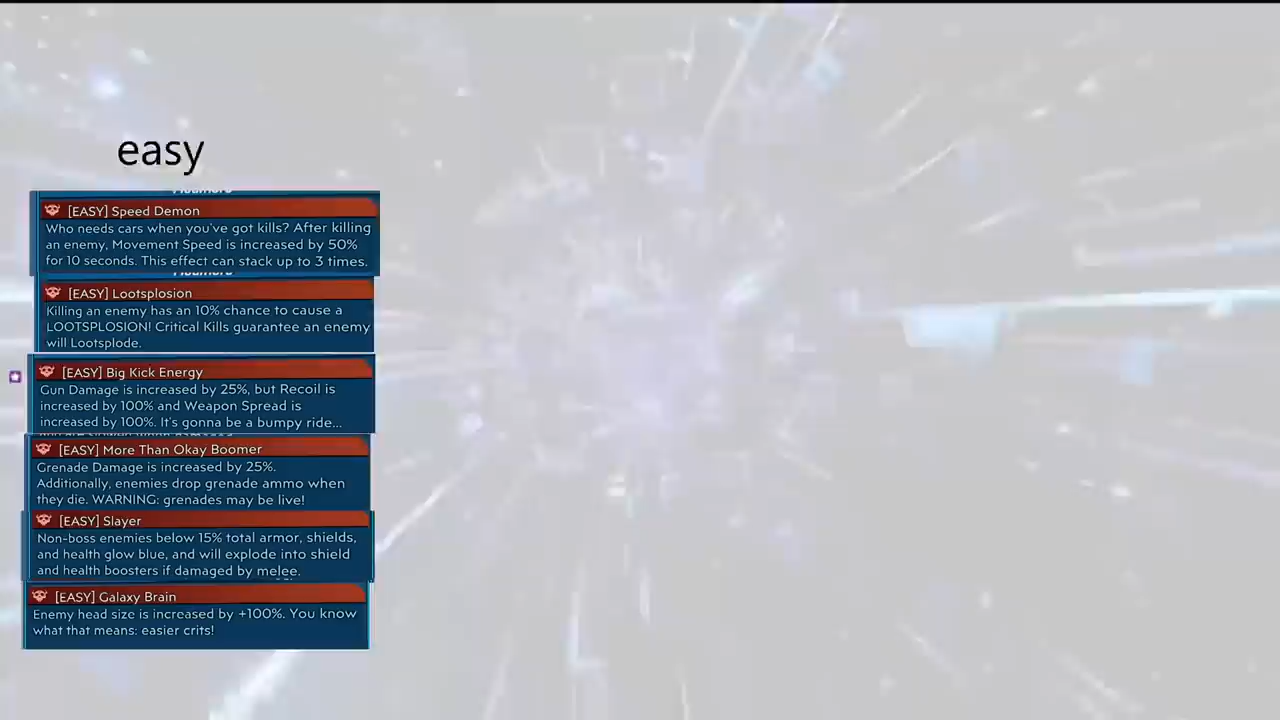 easy
[EASY] Speed Demon
Who needs cars when you've got kills? After killing
an enemy, Movement Speed is increased by 50%
for 10 seconds. This effect can stack up to 3 times.
[EASY] Lootsplosion
Killing an enemy has an 10% chance to cause a
LOOTSPLOSION! Critical Kills guarantee an enemy
will Lootsplode.
[EASY] Big Kick Energy
Gun Damage is increased by 25%, but Recoil is
increased by 100% and Weapon Spread is
increased by 100%. It's gonna be a bumpy ride...
[EASY] More Than Okay Boomer
Grenade Damage is increased by 25%.
Additionally, enemies drop grenade ammo when
they die. WARNING: grenades may be live!
[EASY] Slayer
Non-boss enemies below 15% total armor, shields,
and health glow blue, and will explode into shield
and health boosters if damaged by melee.
[EASY] Galaxy Brain
Enemy head size is increased by +100%. You know
what that means: easier crits!